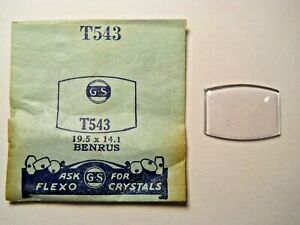 T543
G-S
T543
19.5 x 14.1
BENRUS
ASK G-S FOR
FLEXO CRYSTALS